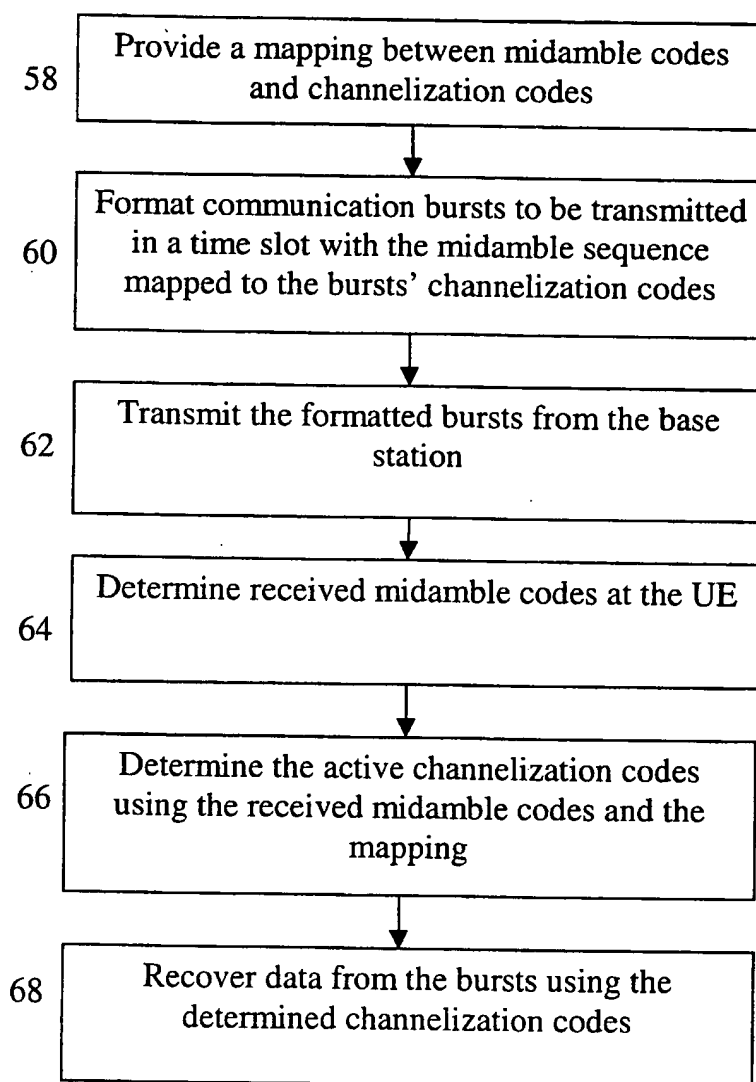 58
Provide a mapping between midamble codes
and channelization codes
60
Format communication bursts to be transmitted
in a time slot with the midamble sequence
mapped to the bursts’ channelization codes
62
Transmit the formatted bursts from the base
station
64
Determine received midamble codes at the UE
66
Determine the active channelization codes
using the received midamble codes and the
mapping
68
Recover data from the bursts using the
determined channelization codes